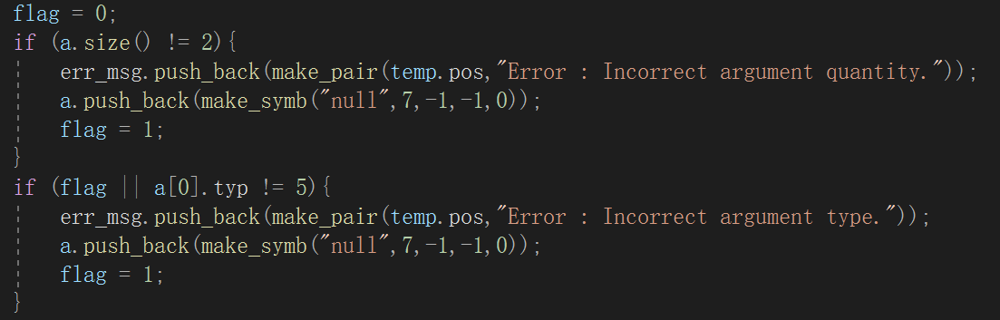 flag = 0;
if (a.size() != 2){
    err_msg.push_back(make_pair(temp.pos,"Error : Incorrect argument quantity."));
    a.push_back(make_symb("null",7,-1,-1,0));
    flag = 1;
}
if (flag || a[0].typ != 5){
    err_msg.push_back(make_pair(temp.pos,"Error : Incorrect argument type."));
    a.push_back(make_symb("null",7,-1,-1,0));
    flag = 1;
}